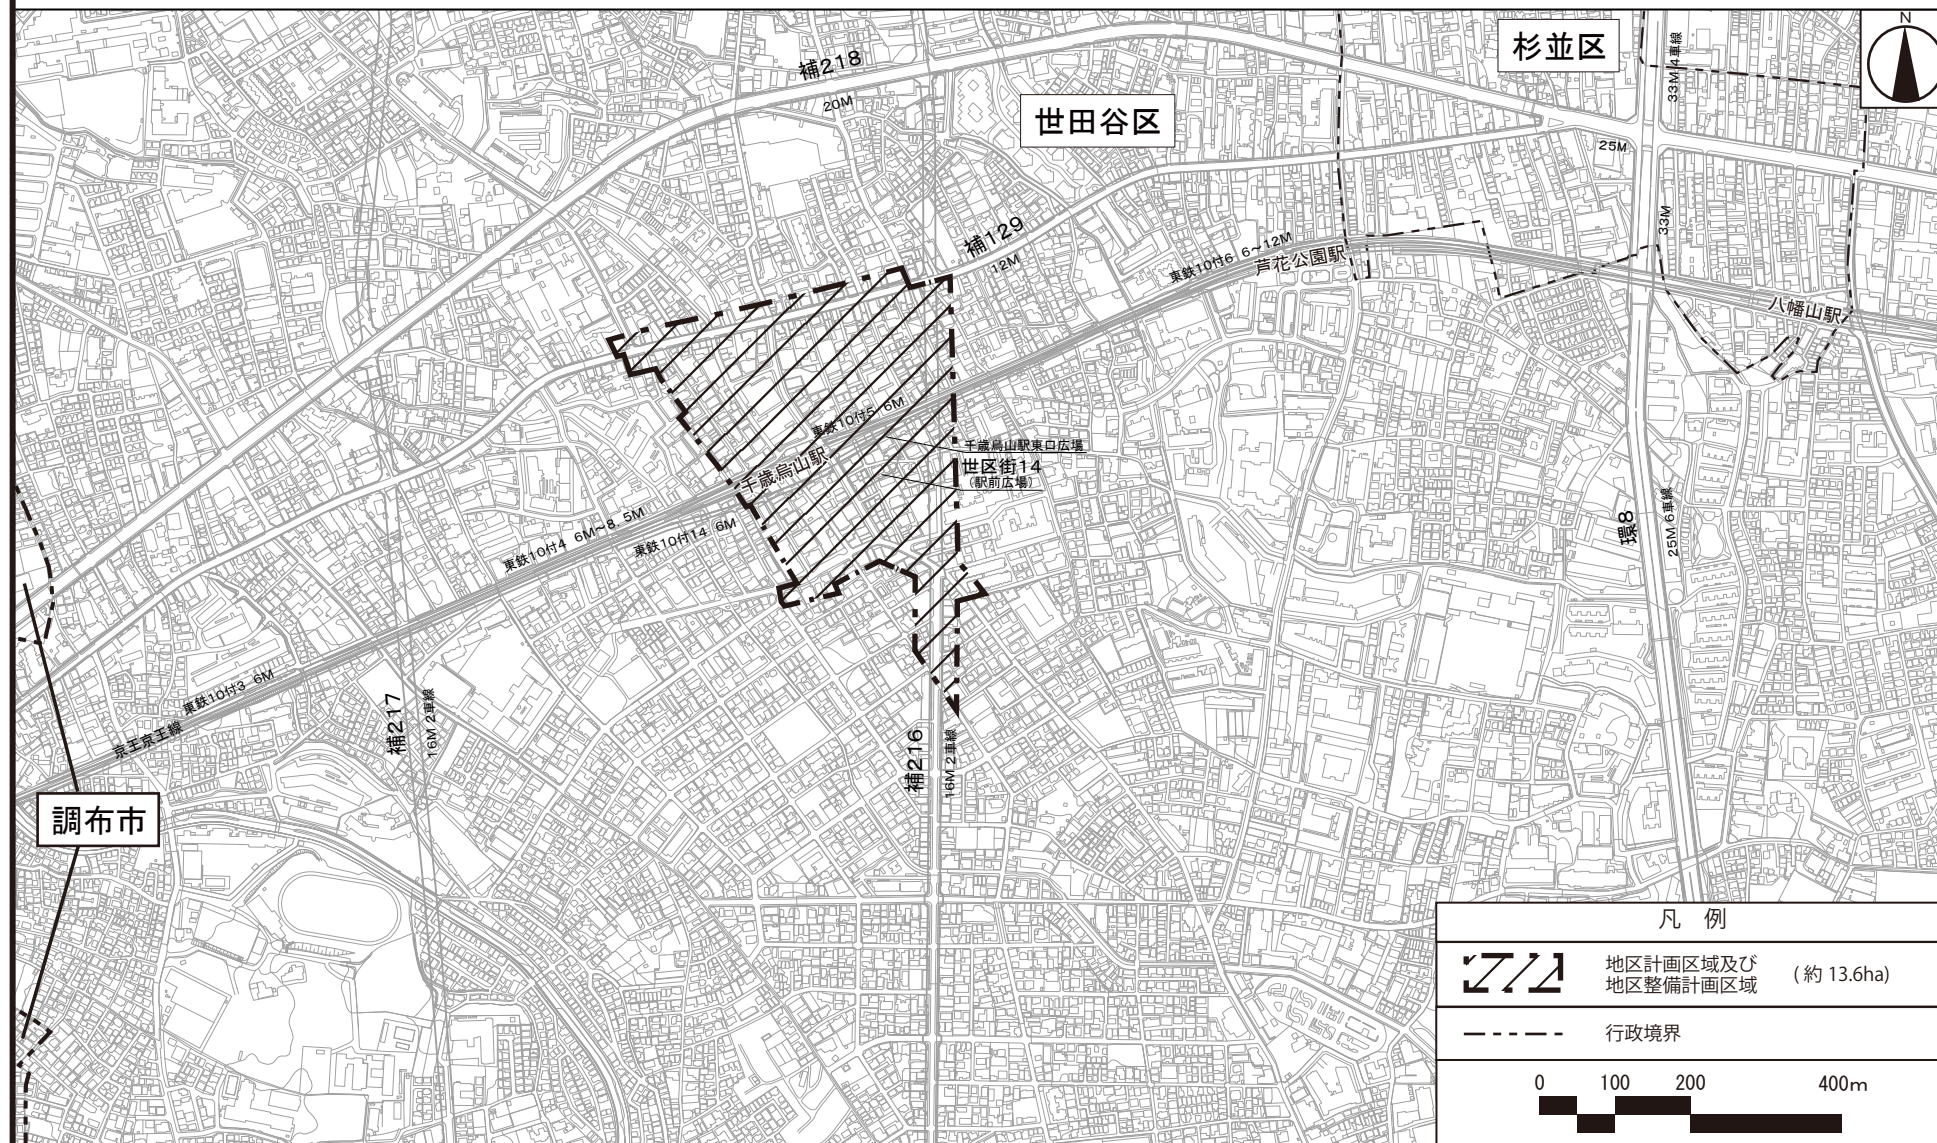 N
杉並区
33M 4車線
補218
20M
世田谷区
25M
33M
補129
12M
東鉄10付6 6～12M
芦花公園駅
八幡山駅
東鉄10付5 6M
千歳烏山駅東口広場
世区街14
(駅前広場)
千歳烏山駅
東鉄10付4 6M～8.5M
東鉄10付14 6M
環8
25M 6車線
東鉄10付3 6M
京王京王線
補217
16M 2車線
補216
16M 2車線
調布市
凡 例
地区計画区域及び
地区整備計画区域
(約 13.6ha)
行政境界
0 100 200 400m